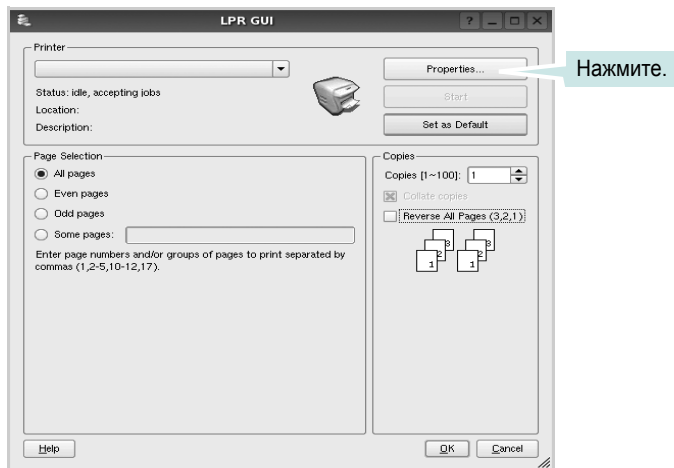 LPR GUI
Printer
Properties...
Нажмите.
Status: idle, accepting jobs
Start
Location:
Description:
Set as Default
Page Selection
All pages
Even pages
Odd pages
Some pages:
Enter page numbers and/or groups of pages to print separated by
commas (1,2-5,10-12,17).
Copies
Copies [1~100]: 1
Collate copies
Reverse All Pages (3,2,1)
3 3
2 2
1 1
Help
OK
Cancel